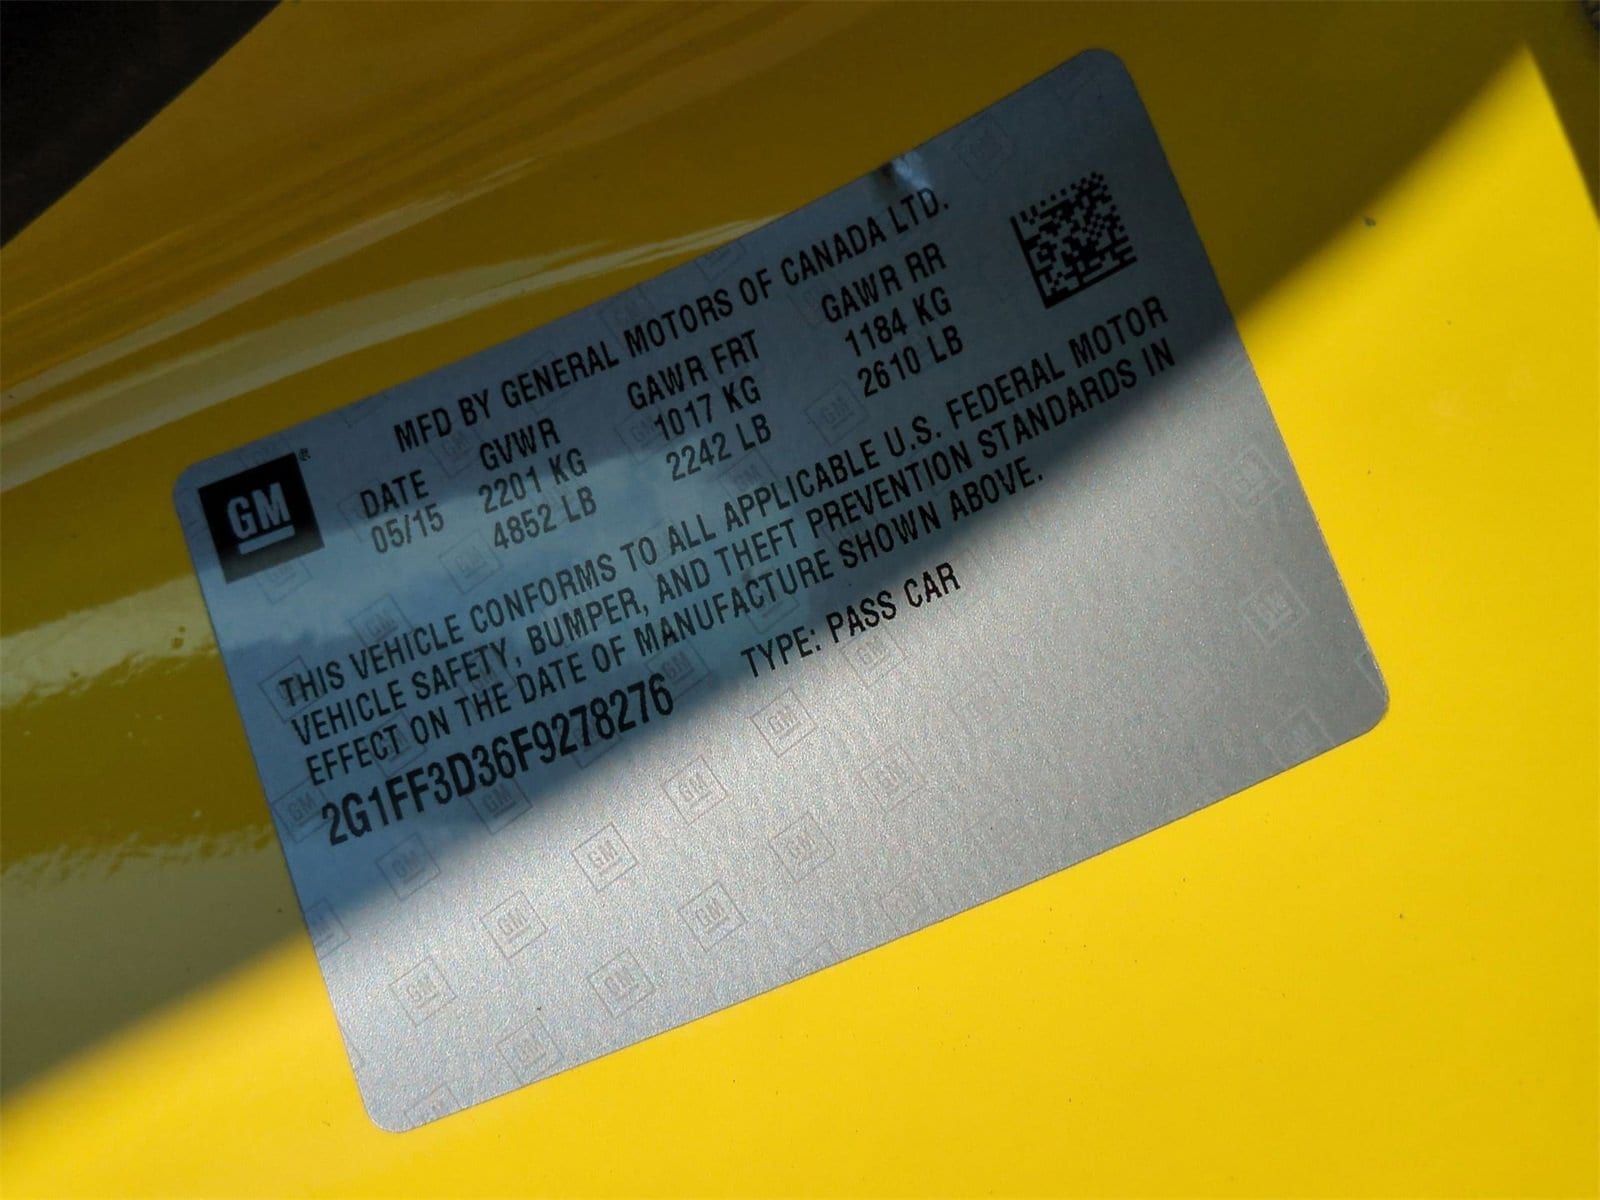 GM
MFD BY GENERAL MOTORS OF CANADA LTD.
DATE GVWR GAWR FRT GAWR RR
05/15 2201 KG 1017 KG 1184 KG
4852 LB 2242 LB 2610 LB
THIS VEHICLE CONFORMS TO ALL APPLICABLE U.S. FEDERAL MOTOR
VEHICLE SAFETY, BUMPER, AND THEFT PREVENTION STANDARDS IN
EFFECT ON THE DATE OF MANUFACTURE SHOWN ABOVE.
2G1FF3D36F9278276 TYPE: PASS CAR